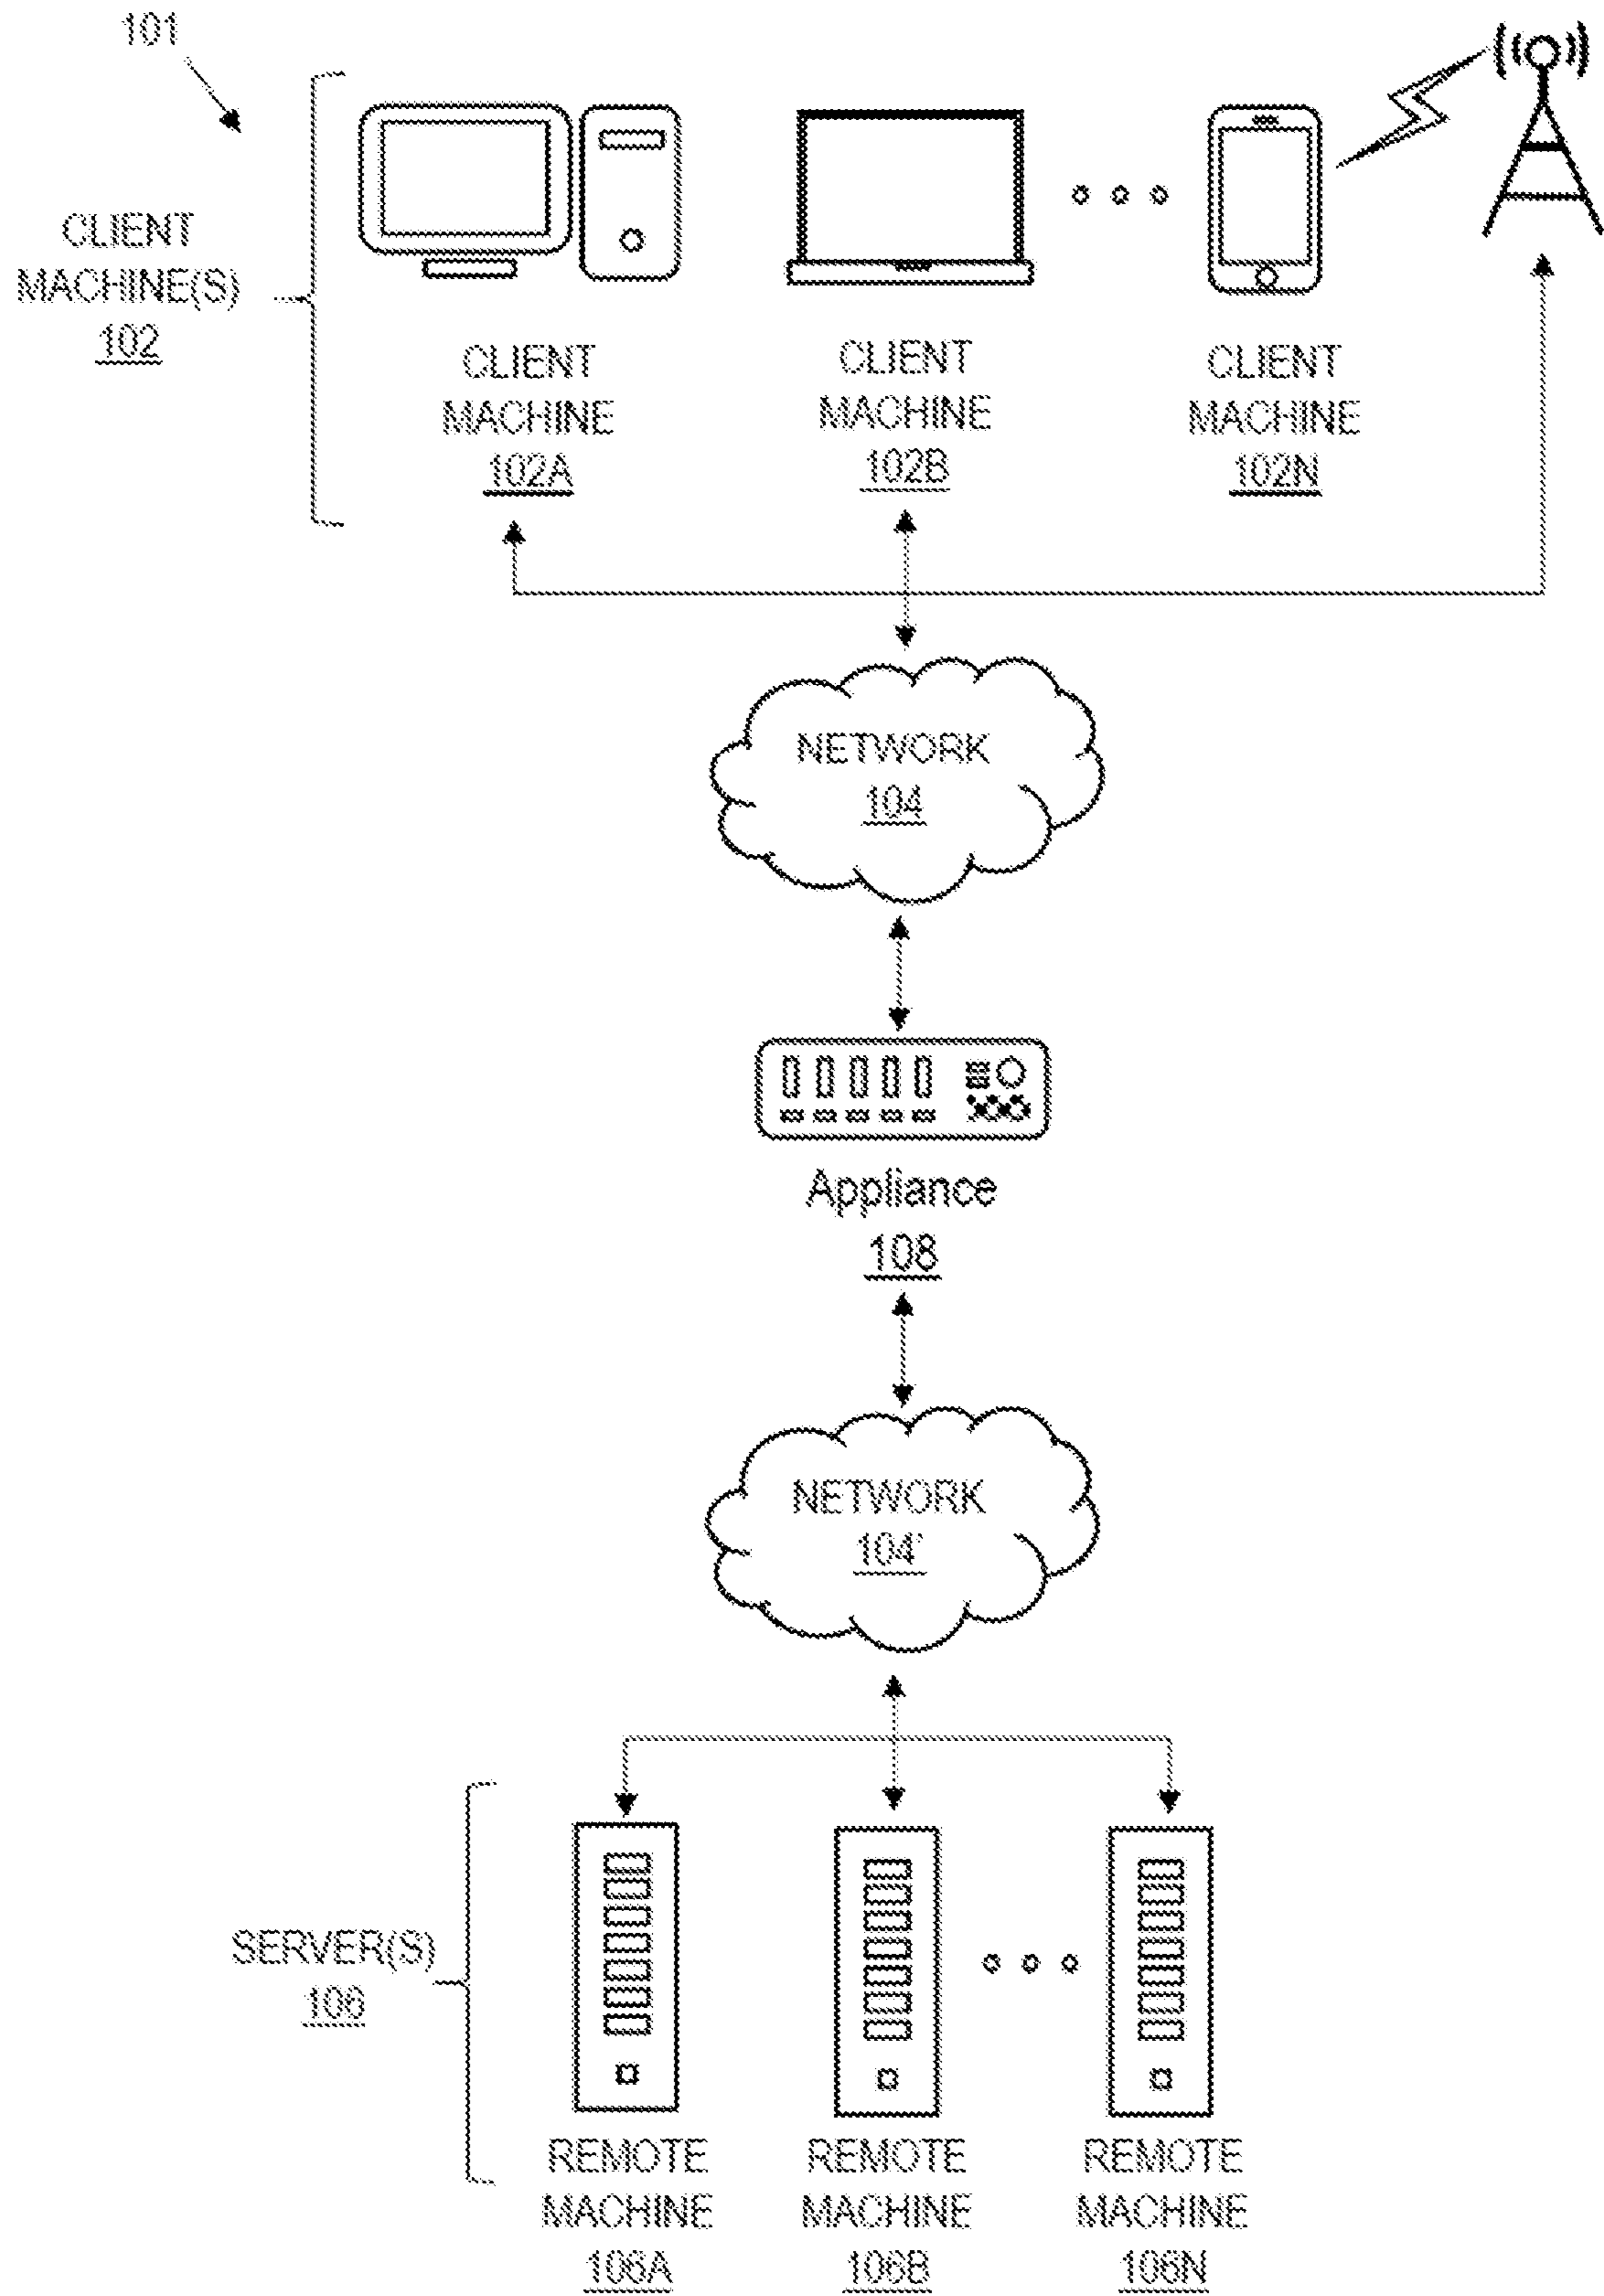 101
CLIENT
MACHINE(S)
102
CLIENT
MACHINE
102A
CLIENT
MACHINE
102B
CLIENT
MACHINE
102N
NETWORK
104
Appliance
108
NETWORK
104'
SERVER(S)
106
REMOTE
MACHINE
106A
REMOTE
MACHINE
106B
REMOTE
MACHINE
106N